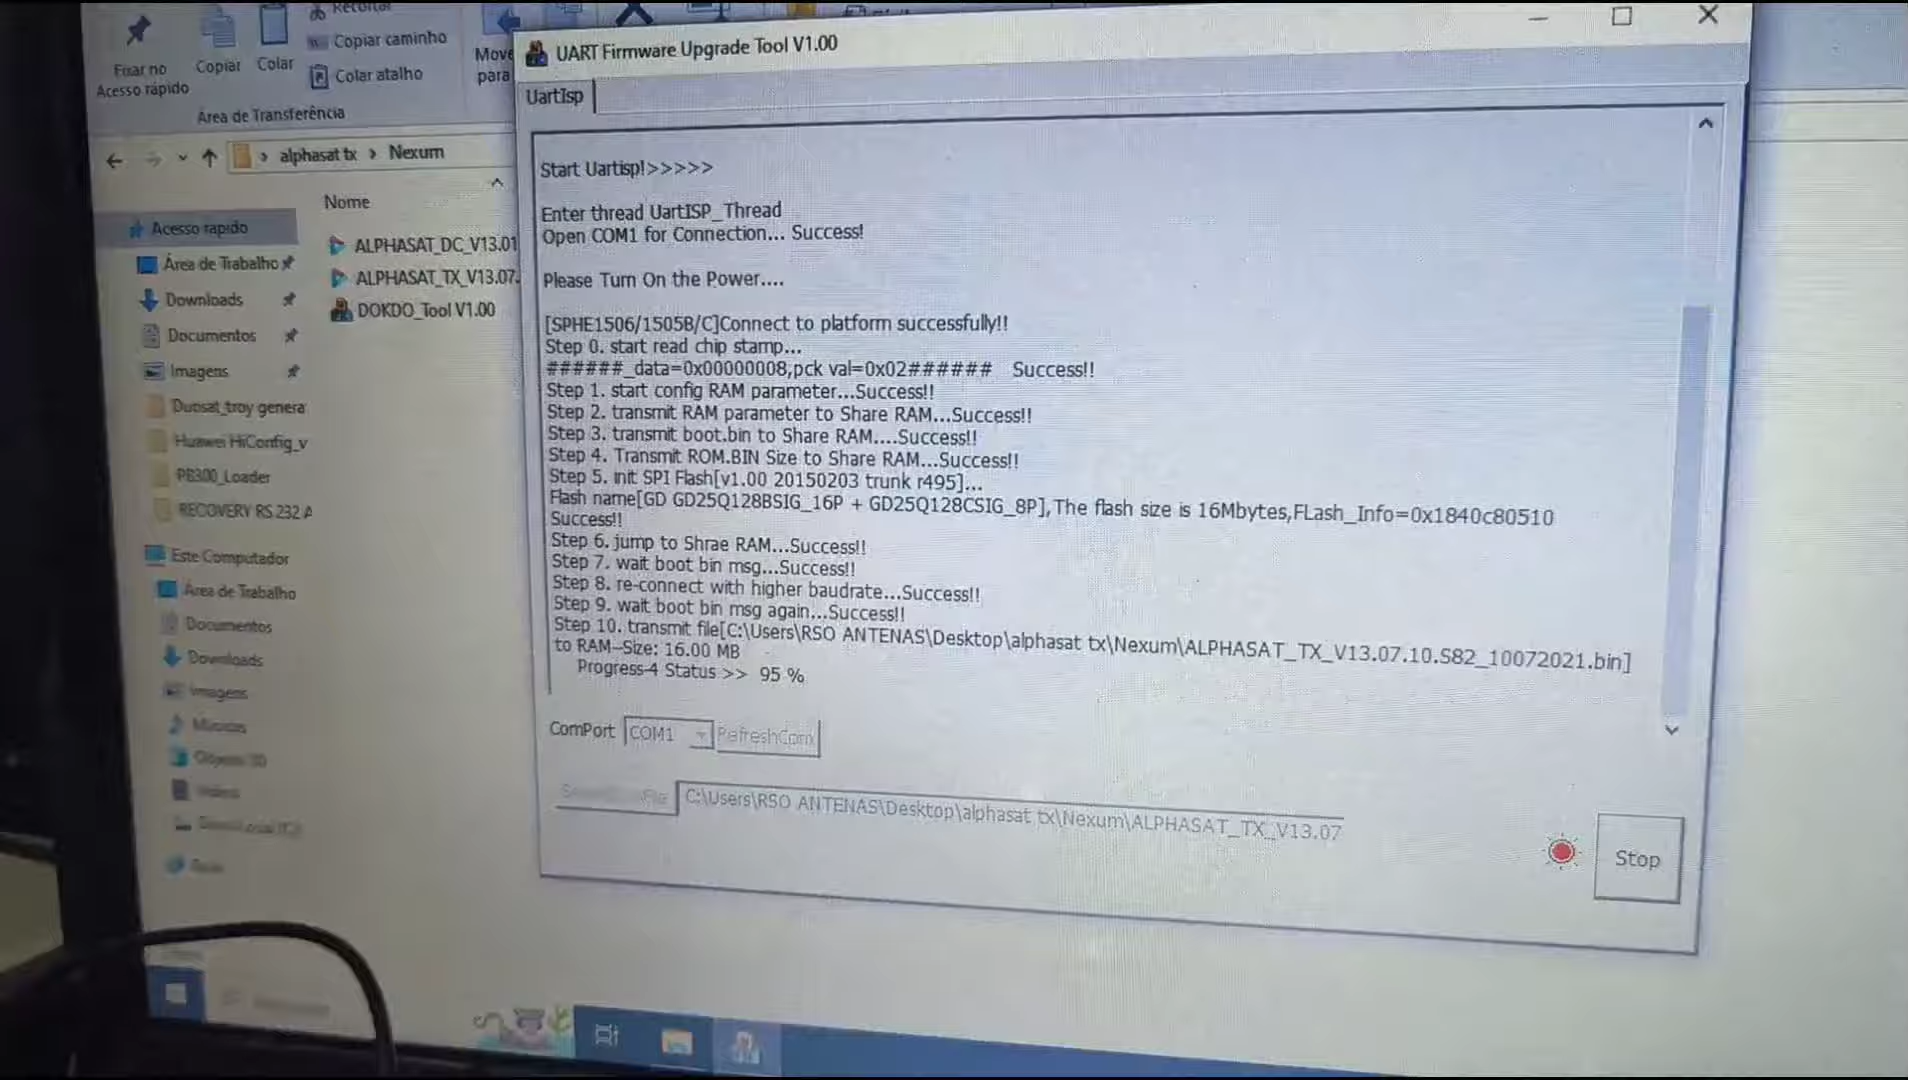 Recortar
Copiar caminho
Colar atalho
Copiar
Colar
Fixar no
Acesso rápido
Move
para
Área de Transferência
alphasat tx > Nexum
Nome
ALPHASAT_DC_V13.01
ALPHASAT_TX_V13.07.
DOKDO_Tool V1.00
Acesso rápido
Área de Trabalho
Downloads
Documentos
Imagens
Duosat_troy genera
Huawei HiConfig_v
PB300_Loader
RECOVERY RS 232 A
Este Computador
Área de Trabalho
Documentos
Downloads
Imagens
Músicas
Objetos 3D
Vídeos
UART Firmware Upgrade Tool V1.00
UartIsp
Start Uartisp!>>>>>
Enter thread UartISP_Thread
Open COM1 for Connection... Success!
Please Turn On the Power....
[SPHE1506/1505B/C]Connect to platform successfully!!
Step 0. start read chip stamp...
######_data=0x00000008,pck val=0x02###### Success!!
Step 1. start config RAM parameter...Success!!
Step 2. transmit RAM parameter to Share RAM...Success!!
Step 3. transmit boot.bin to Share RAM....Success!!
Step 4. Transmit ROM.BIN Size to Share RAM...Success!!
Step 5. init SPI Flash[v1.00 20150203 trunk r495]...
Flash name[GD GD25Q128BSIG_16P + GD25Q128CSIG_8P],The flash size is 16Mbytes,FLash_Info=0x1840c80510
Success!!
Step 6. jump to Shrae RAM...Success!!
Step 7. wait boot bin msg...Success!!
Step 8. re-connect with higher baudrate...Success!!
Step 9. wait boot bin msg again...Success!!
Step 10. transmit file[C:\Users\RSO ANTENAS\Desktop\alphasat tx\Nexum\ALPHASAT_TX_V13.07.10.S82_10072021.bin]
to RAM--Size: 16.00 MB
Progress-4 Status >> 95 %
ComPort COM1 RefreshCom
File C:\Users\RSO ANTENAS\Desktop\alphasat tx\Nexum\ALPHASAT_TX_V13.07
Stop